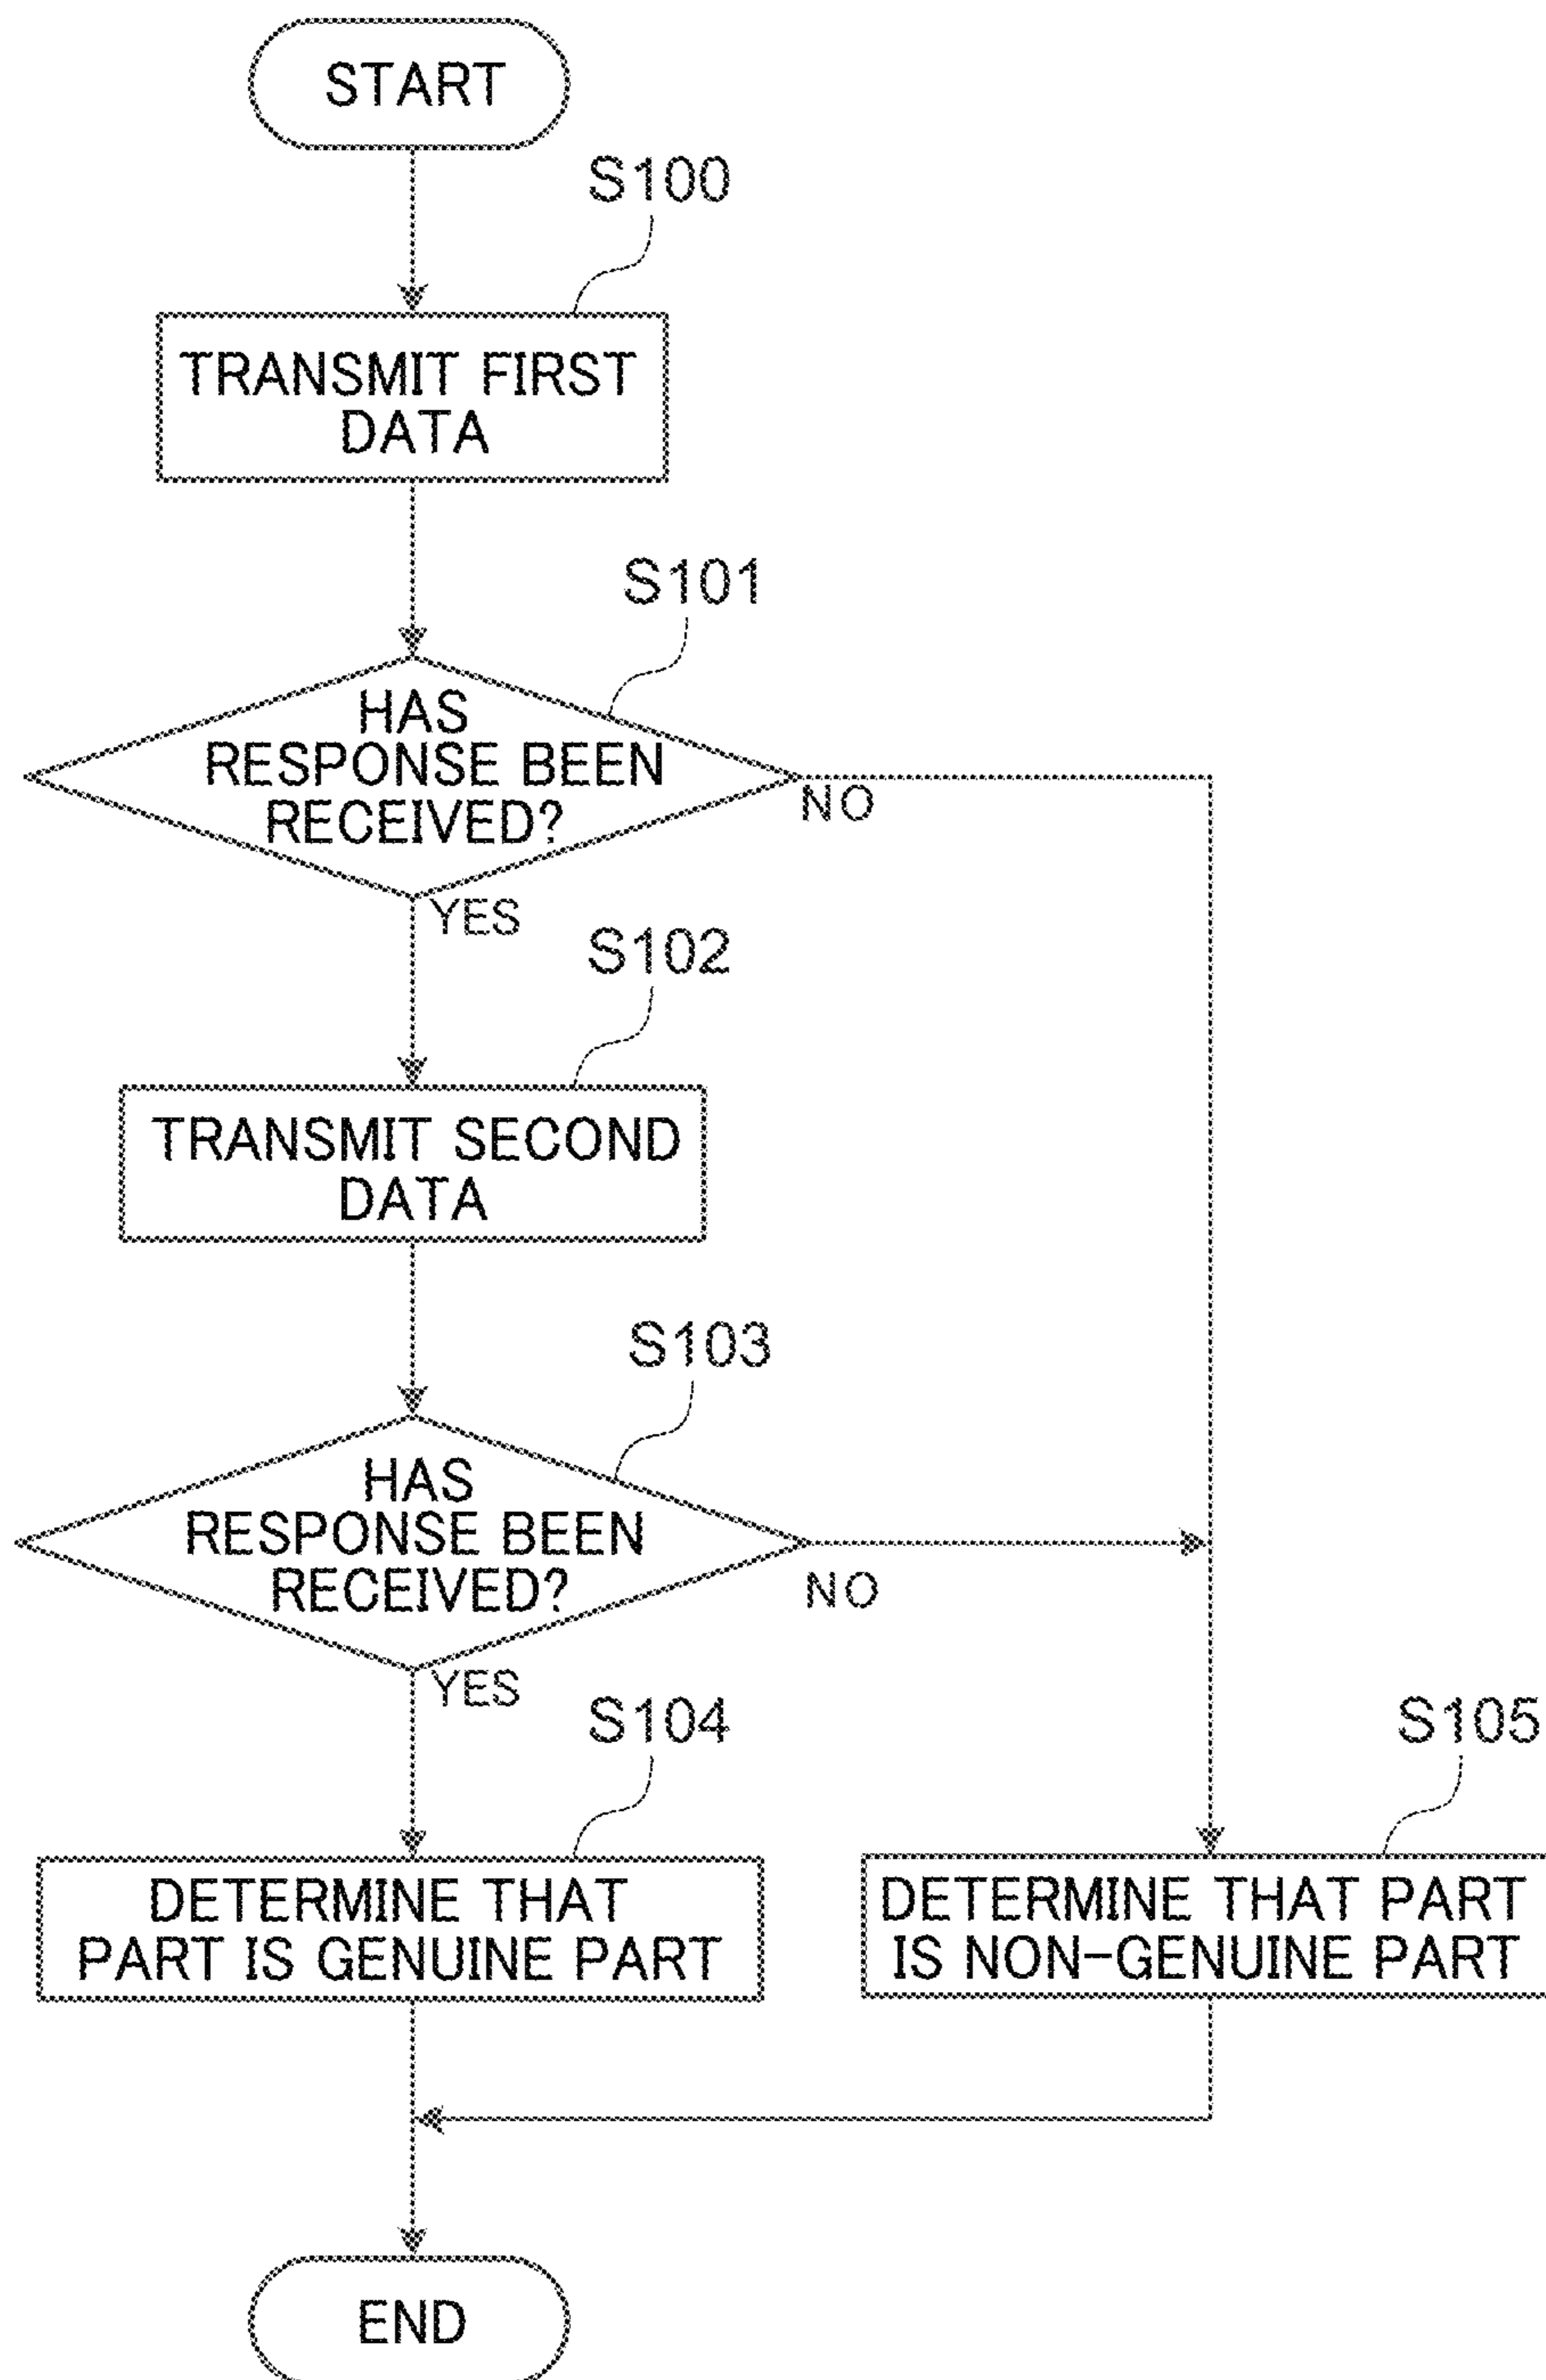 START
S100
TRANSMIT FIRST
DATA
S101
HAS
RESPONSE BEEN
RECEIVED?
NO
YES
S102
TRANSMIT SECOND
DATA
S103
HAS
RESPONSE BEEN
RECEIVED?
NO
YES
S104
S105
DETERMINE THAT
PART IS GENUINE PART
DETERMINE THAT PART
IS NON-GENUINE PART
END